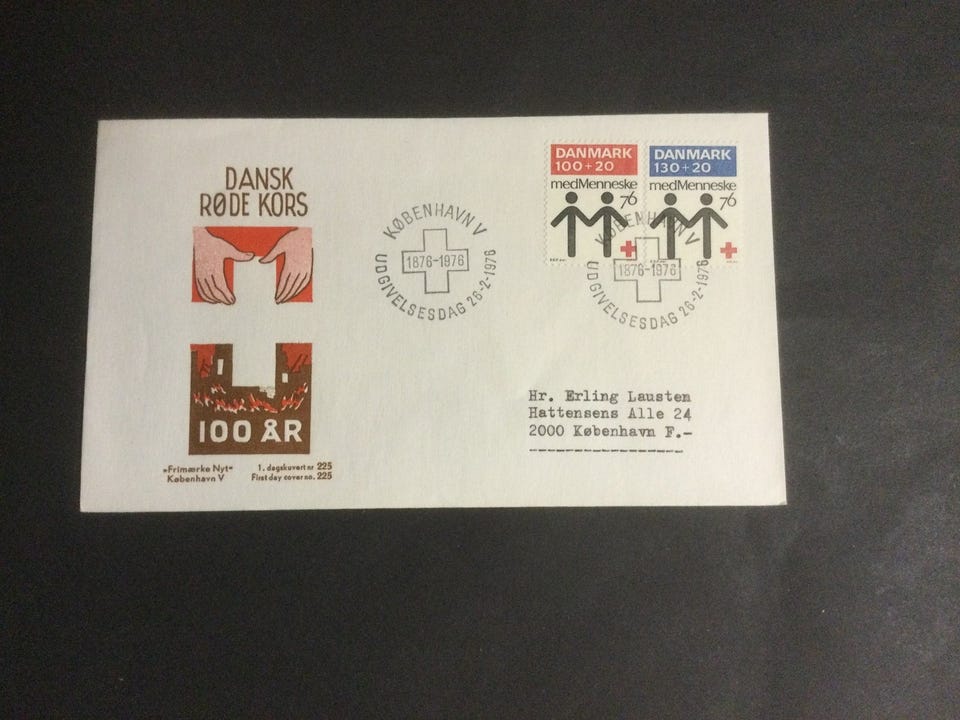 DANSK
RØDE KORS
100 ÅR
»Frimærke Nyt«
København V
1. dagskuvert nr 225
First day cover no. 225
KØBENHAVN V
1876-1976
UDGIVELSESDAG 26-2-1976
DANMARK
100+20
medMenneske
76
DANMARK
130+20
medMenneske
76
KØBENHAVN V
1876-1976
UDGIVELSESDAG 26-2-1976
Hr. Erling Lausten
Hattensens Alle 24
2000 København F.-